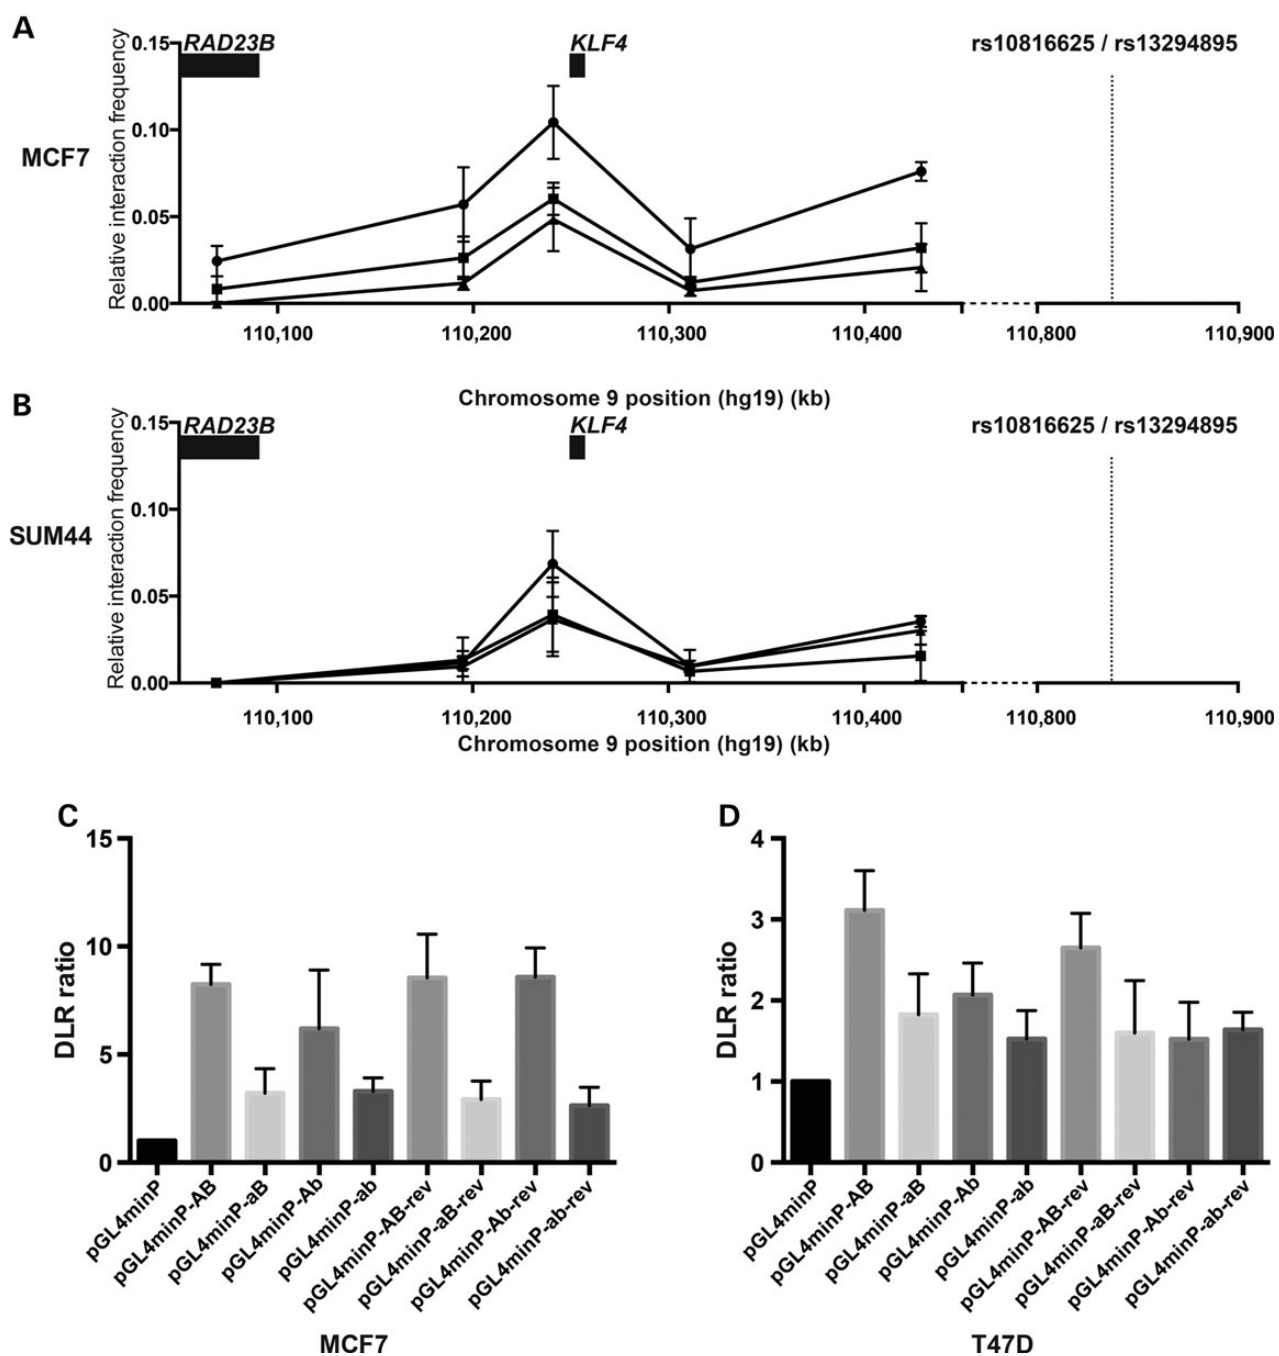 A
0.15
RAD23B
KLF4
rs10816625 / rs13294895
Relative interaction frequency
0.10
MCF7
0.05
0.00
110,100 110,200 110,300 110,400 110,800 110,900
Chromosome 9 position (hg19) (kb)
B
0.15
RAD23B
KLF4
rs10816625 / rs13294895
Relative interaction frequency
0.10
SUM44
0.05
0.00
110,100 110,200 110,300 110,400 110,800 110,900
Chromosome 9 position (hg19) (kb)
C
15
10
DLR ratio
5
0
pGL4minP
pGL4minP-AB
pGL4minP-aB
pGL4minP-Ab
pGL4minP-ab
pGL4minP-AB-rev
pGL4minP-aB-rev
pGL4minP-Ab-rev
pGL4minP-ab-rev
MCF7
D
4
3
DLR ratio
2
1
0
pGL4minP
pGL4minP-AB
pGL4minP-aB
pGL4minP-Ab
pGL4minP-ab
pGL4minP-AB-rev
pGL4minP-aB-rev
pGL4minP-Ab-rev
pGL4minP-ab-rev
T47D